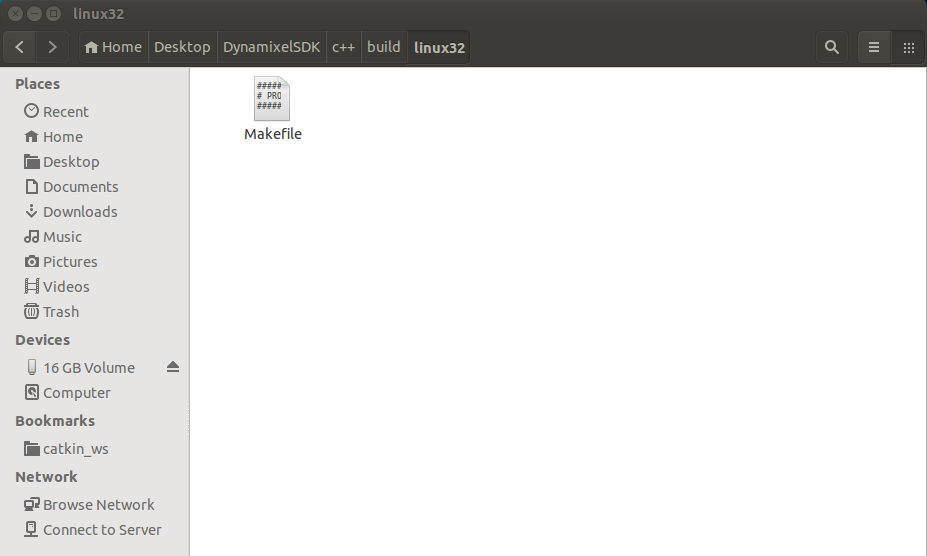 linux32
Home Desktop DynamixelSDK c++ build linux32
Places
Recent
Home
Desktop
Documents
Downloads
Music
Pictures
Videos
Trash
Devices
16 GB Volume
Computer
Bookmarks
catkin_ws
Network
Browse Network
Connect to Server
######
# PRO
#####
Makefile